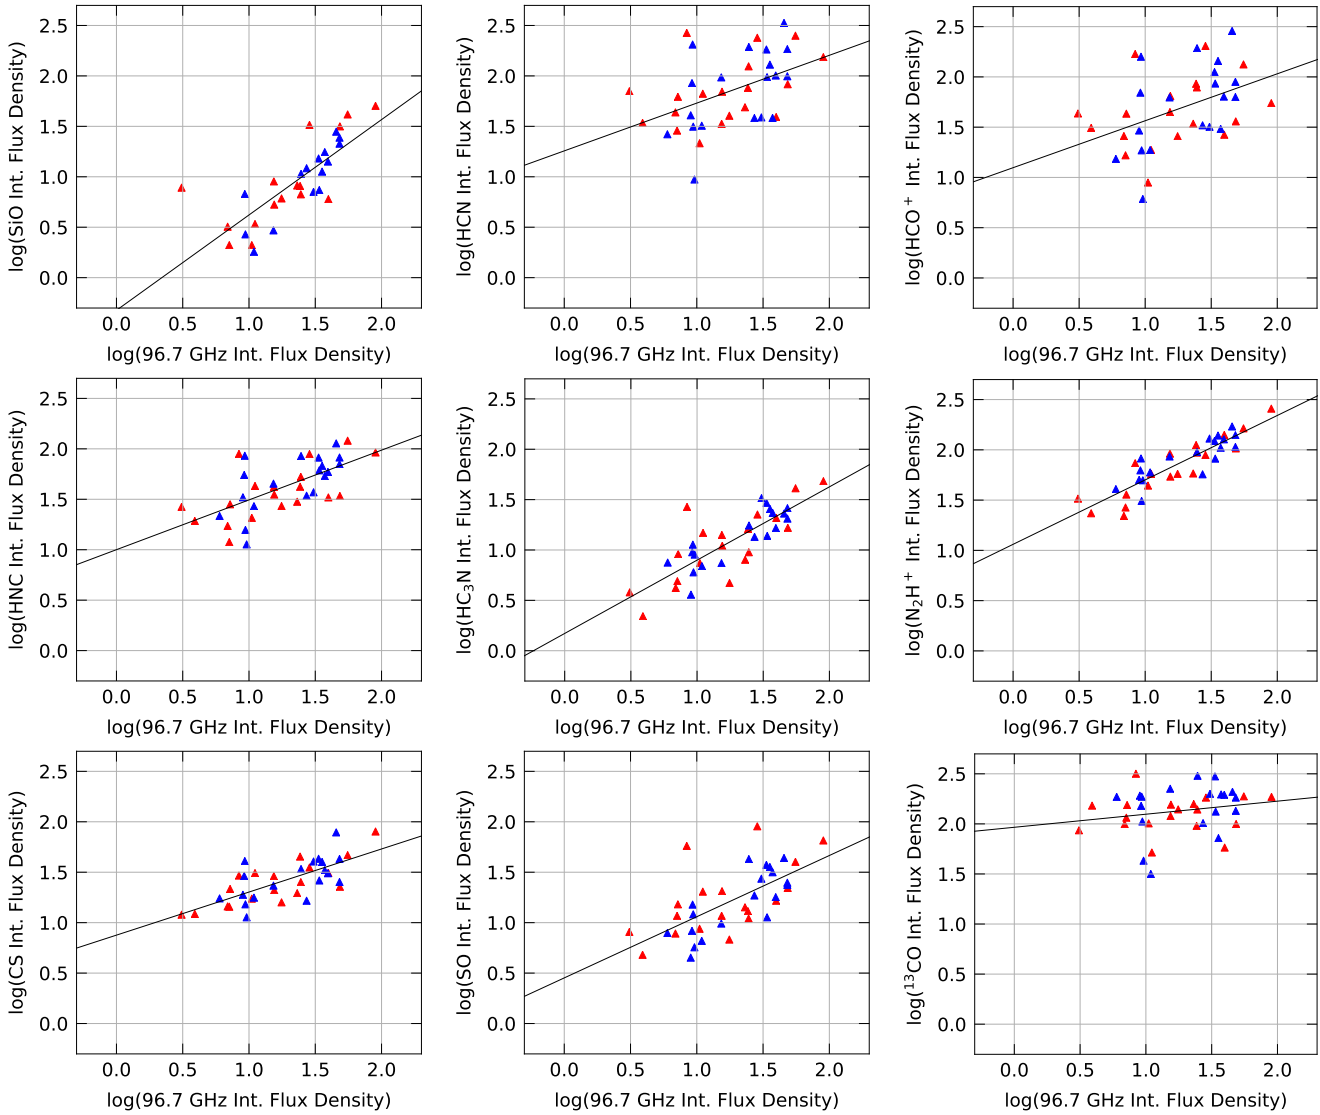 2.5
2.0
1.5
1.0
0.5
0.0
log(SiO Int. Flux Density)
0.0 0.5 1.0 1.5 2.0
log(96.7 GHz Int. Flux Density)
2.5
2.0
1.5
1.0
0.5
0.0
log(HCN Int. Flux Density)
0.0 0.5 1.0 1.5 2.0
log(96.7 GHz Int. Flux Density)
2.5
2.0
1.5
1.0
0.5
0.0
log(HCO⁺ Int. Flux Density)
0.0 0.5 1.0 1.5 2.0
log(96.7 GHz Int. Flux Density)
2.5
2.0
1.5
1.0
0.5
0.0
log(HNC Int. Flux Density)
0.0 0.5 1.0 1.5 2.0
log(96.7 GHz Int. Flux Density)
2.5
2.0
1.5
1.0
0.5
0.0
log(HC₃N Int. Flux Density)
0.0 0.5 1.0 1.5 2.0
log(96.7 GHz Int. Flux Density)
2.5
2.0
1.5
1.0
0.5
0.0
log(N₂H⁺ Int. Flux Density)
0.0 0.5 1.0 1.5 2.0
log(96.7 GHz Int. Flux Density)
2.5
2.0
1.5
1.0
0.5
0.0
log(CS Int. Flux Density)
0.0 0.5 1.0 1.5 2.0
log(96.7 GHz Int. Flux Density)
2.5
2.0
1.5
1.0
0.5
0.0
log(SO Int. Flux Density)
0.0 0.5 1.0 1.5 2.0
log(96.7 GHz Int. Flux Density)
2.5
2.0
1.5
1.0
0.5
0.0
log(¹³CO Int. Flux Density)
0.0 0.5 1.0 1.5 2.0
log(96.7 GHz Int. Flux Density)